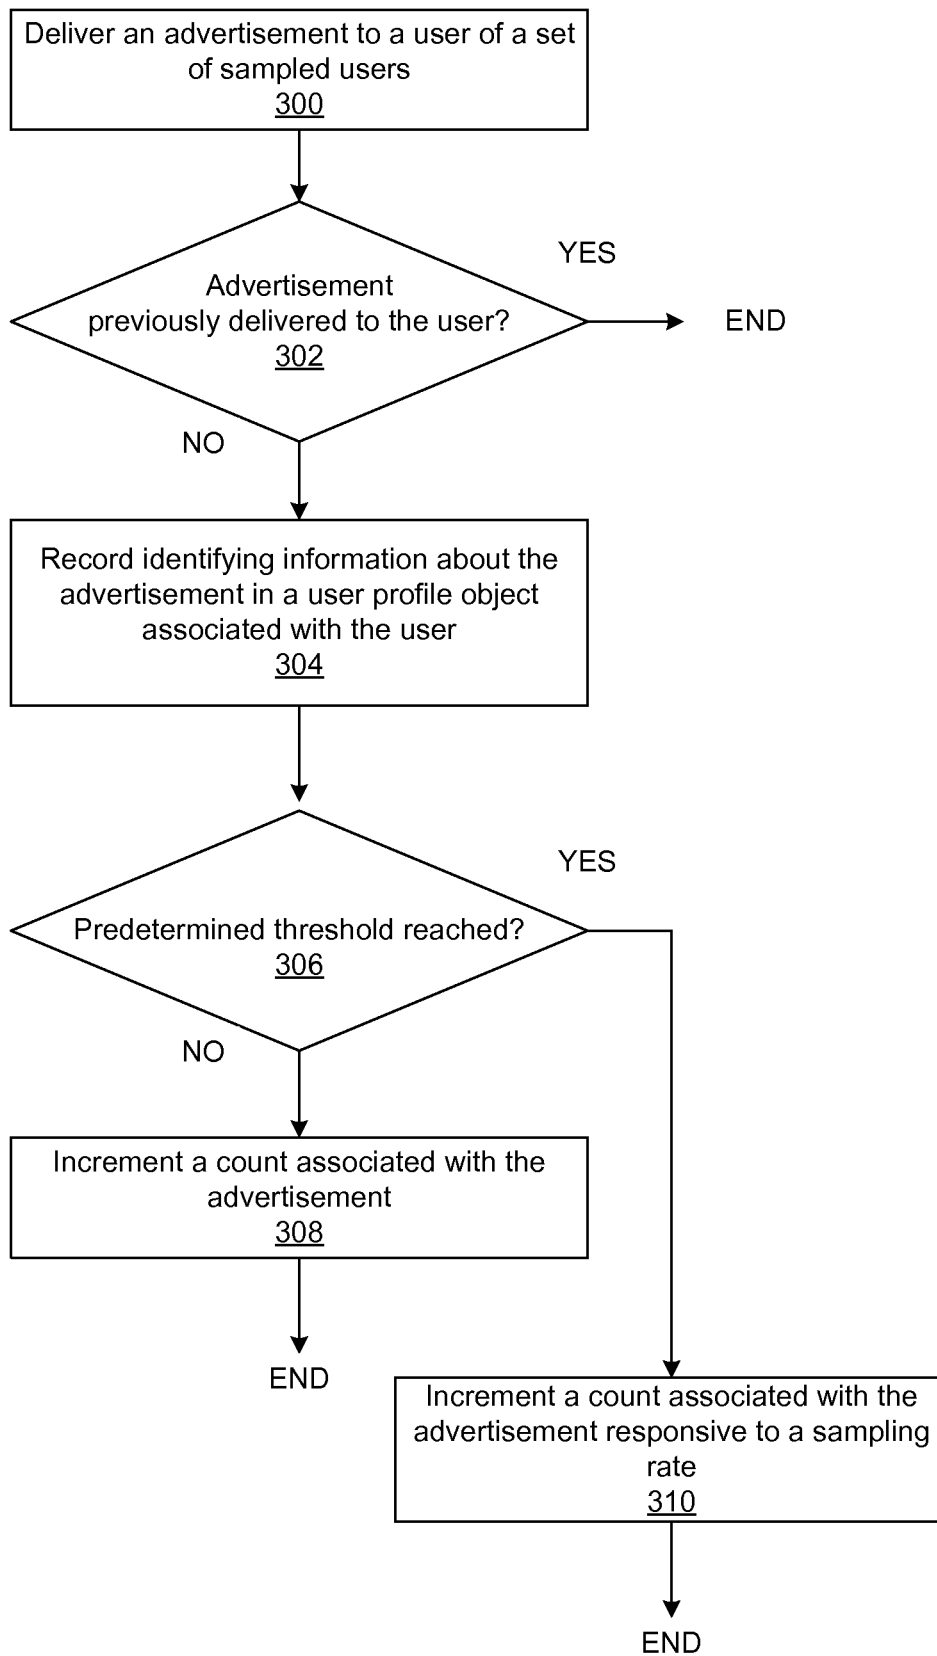 Deliver an advertisement to a user of a set
of sampled users
300
YES
Advertisement
previously delivered to the user?
302
END
NO
Record identifying information about the
advertisement in a user profile object
associated with the user
304
YES
Predetermined threshold reached?
306
NO
Increment a count associated with the
advertisement
308
END
Increment a count associated with the
advertisement responsive to a sampling
rate
310
END